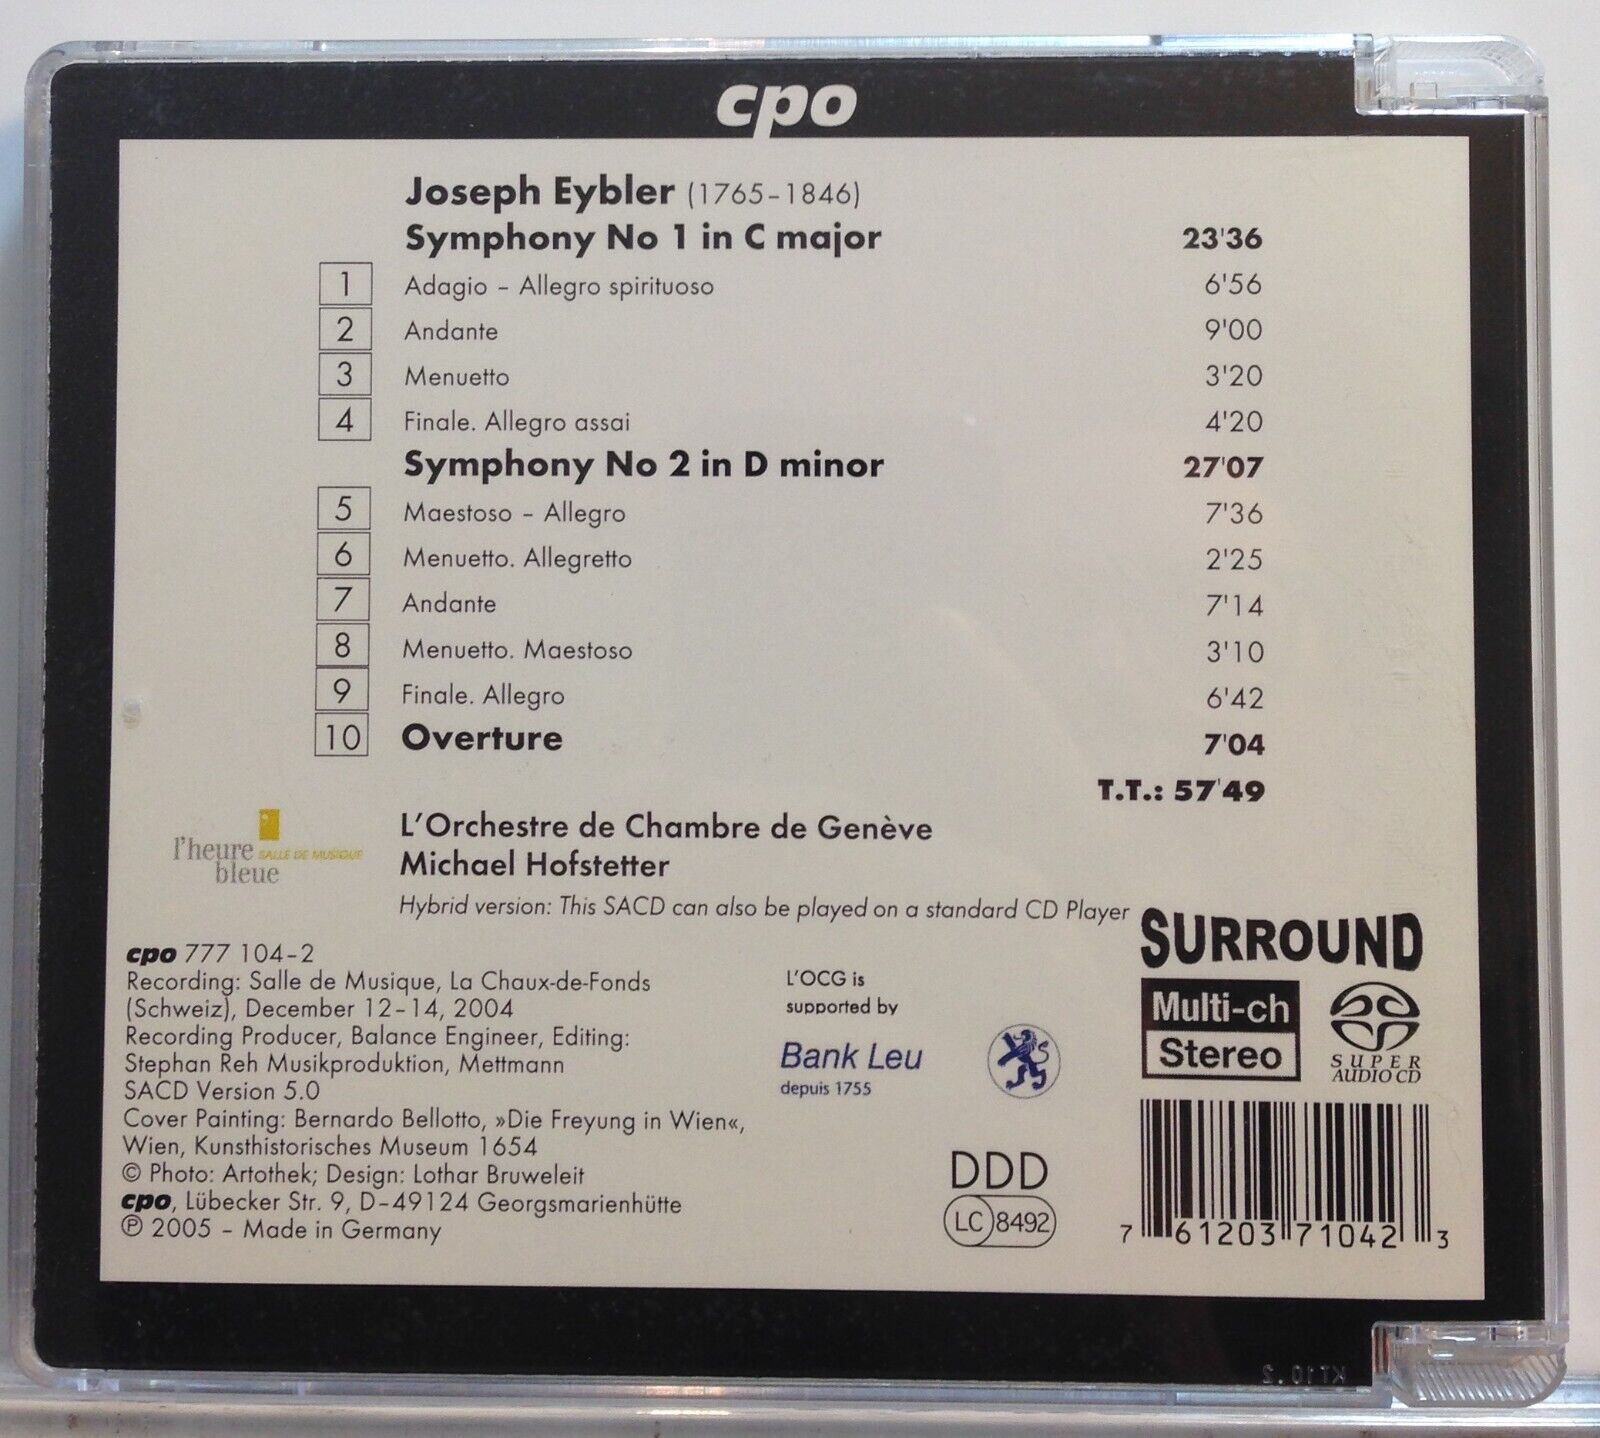 cpo
Joseph Eybler (1765-1846)
Symphony No 1 in C major 23'36
1 Adagio – Allegro spirituoso 6'56
2 Andante 9'00
3 Menuetto 3'20
4 Finale. Allegro assai 4'20
Symphony No 2 in D minor 27'07
5 Maestoso – Allegro 7'36
6 Menuetto. Allegretto 2'25
7 Andante 7'14
8 Menuetto. Maestoso 3'10
9 Finale. Allegro 6'42
10 Overture 7'04
T.T.: 57'49
l'heure bleue SALLE DE MUSIQUE
L'Orchestre de Chambre de Genève
Michael Hofstetter
Hybrid version: This SACD can also be played on a standard CD Player
cpo 777 104-2
Recording: Salle de Musique, La Chaux-de-Fonds
(Schweiz), December 12-14, 2004
Recording Producer, Balance Engineer, Editing:
Stephan Reh Musikproduktion, Mettmann
SACD Version 5.0
Cover Painting: Bernardo Bellotto, »Die Freyung in Wien«,
Wien, Kunsthistorisches Museum 1654
© Photo: Artothek; Design: Lothar Bruweleit
cpo, Lübecker Str. 9, D-49124 Georgsmarienhütte
℗ 2005 - Made in Germany
L'OCG is
supported by
Bank Leu
depuis 1755
DDD
LC 8492
SURROUND
Multi-ch
Stereo
SUPER
AUDIO CD
7 61203 71042 3
KT10.2